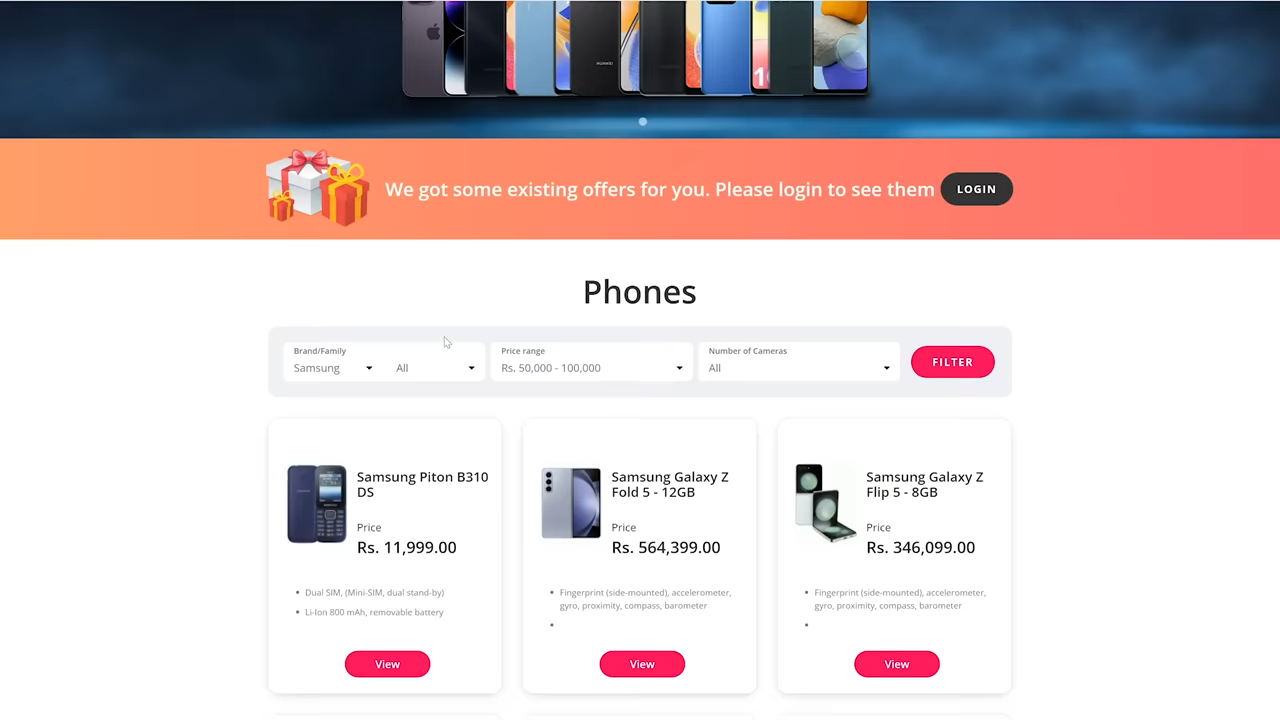 HUAWEI
We got some existing offers for you. Please login to see them
LOGIN
Phones
Brand/Family
Samsung
All
Price range
Rs. 50,000 - 100,000
Number of Cameras
All
FILTER
Samsung Piton B310
DS
Price
Rs. 11,999.00
Dual SIM, (Mini-SIM, dual stand-by)
Li-Ion 800 mAh, removable battery
View
Samsung Galaxy Z
Fold 5 - 12GB
Price
Rs. 564,399.00
Fingerprint (side-mounted), accelerometer,
gyro, proximity, compass, barometer
View
Samsung Galaxy Z
Flip 5 - 8GB
Price
Rs. 346,099.00
Fingerprint (side-mounted), accelerometer,
gyro, proximity, compass, barometer
View